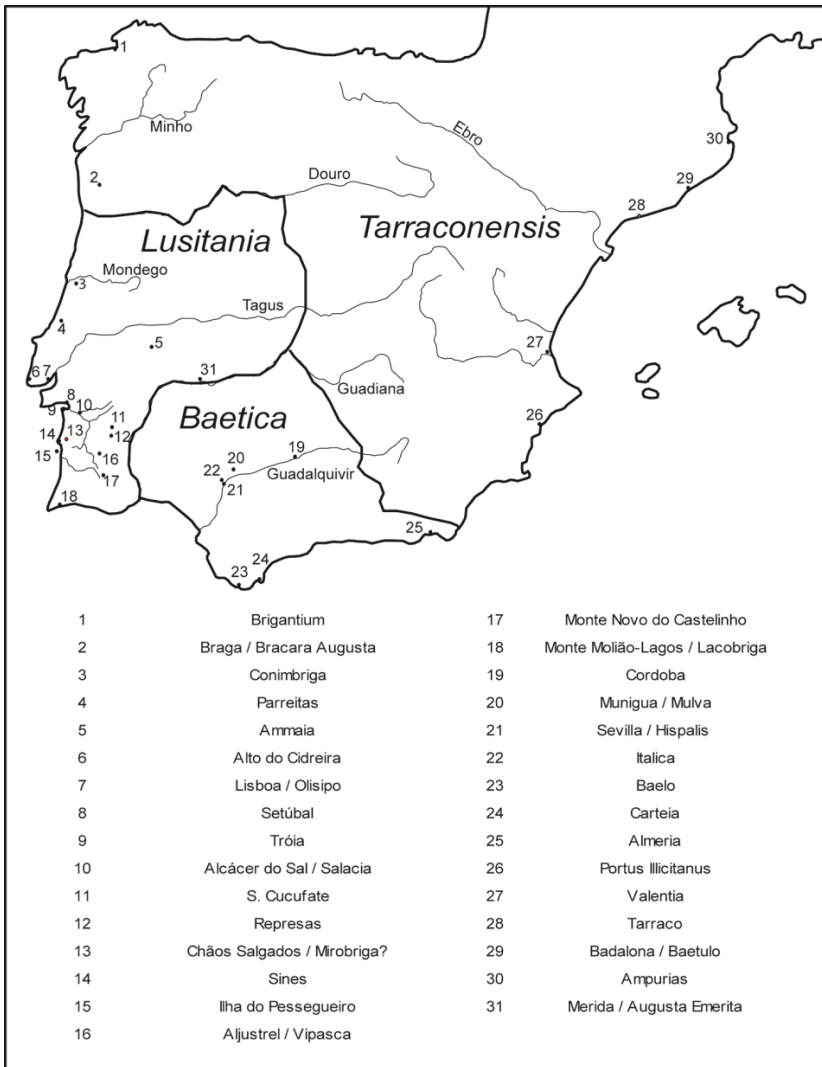 1
Minho
Ebro
30
2
Douro
29
28
Lusitania
Tarraconensis
Mondego
3
Tagus
4
5
27
6 7
31
Guadiana
8
9
10
Baetica
11
26
13
12
14
20
19
15
16
22
Guadalquivir
17
21
18
25
24
23
1 Brigantium 17 Monte Novo do Castelinho
2 Braga / Bracara Augusta 18 Monte Molião-Lagos / Lacobriga
3 Conimbriga 19 Cordoba
4 Parreitas 20 Munigua / Mulva
5 Ammaia 21 Sevilla / Hispalis
6 Alto do Cidreira 22 Italica
7 Lisboa / Olisipo 23 Baelo
8 Setúbal 24 Carteia
9 Tróia 25 Almeria
10 Alcácer do Sal / Salacia 26 Portus Illicitanus
11 S. Cucufate 27 Valentia
12 Represas 28 Tarraco
13 Chãos Salgados / Mirobriga? 29 Badalona / Baetulo
14 Sines 30 Ampurias
15 Ilha do Pessegueiro 31 Merida / Augusta Emerita
16 Aljustrel / Vipasca